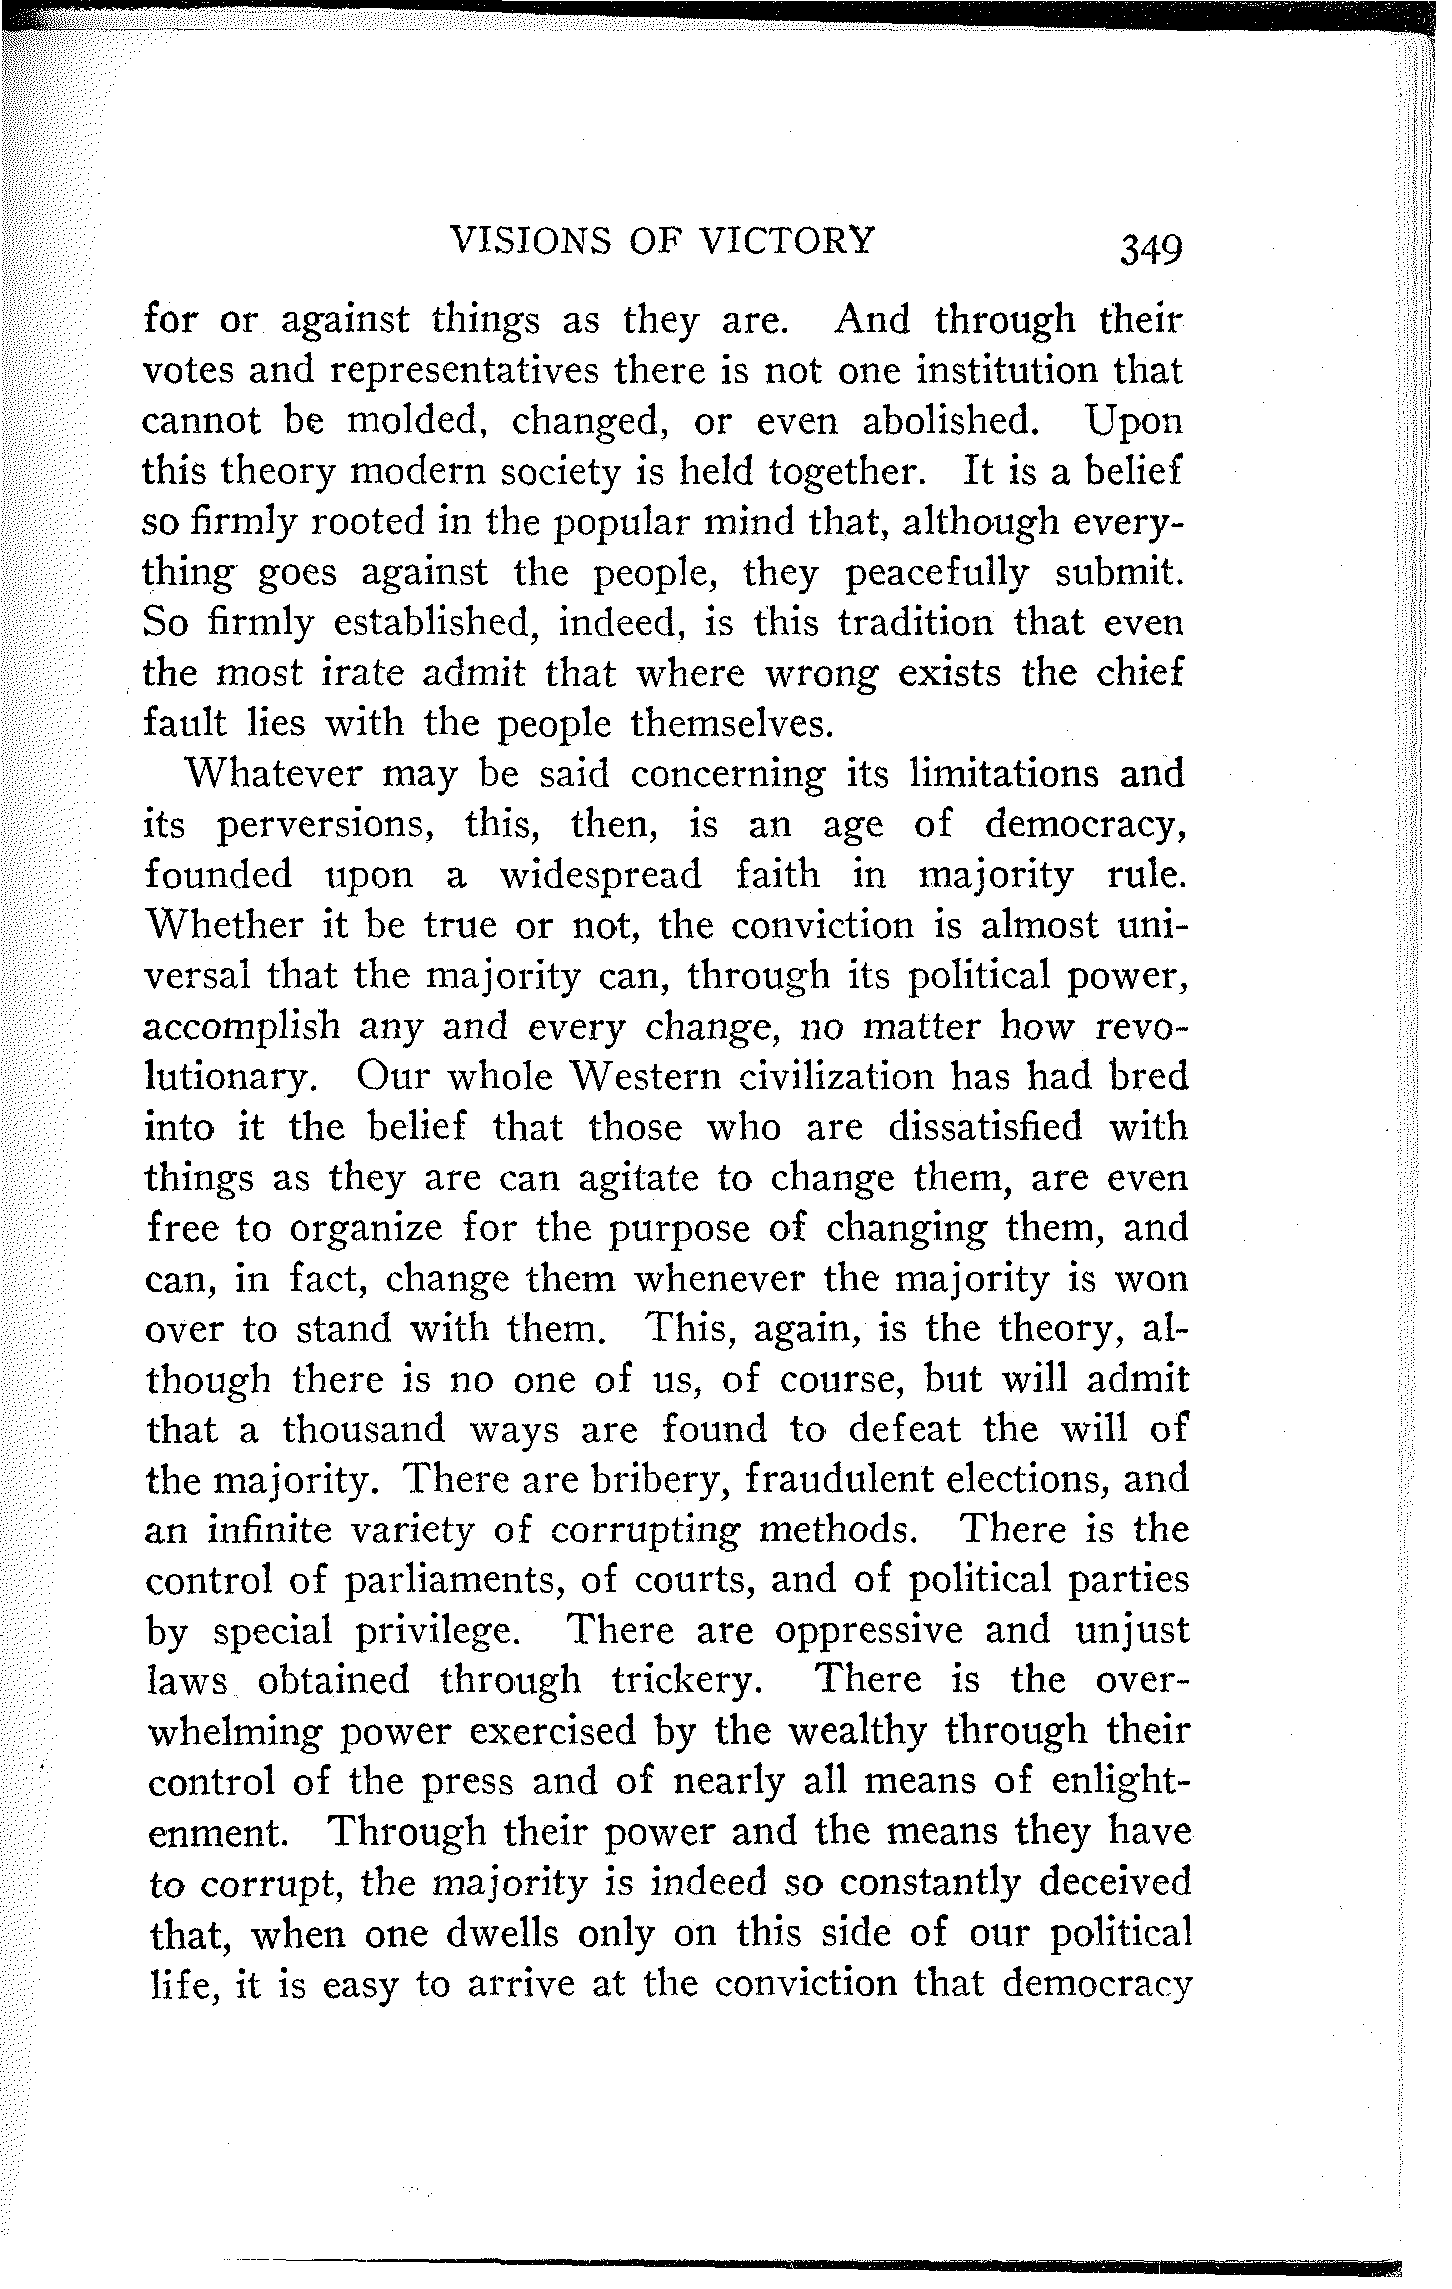 VISIONS OF VICTORY 349
for or against things as they are. And through their
votes and representatives there is not one institution that
cannot be molded, changed, or even abolished. Upon
this theory modern society is held together. It is a belief
so firmly rooted in the popular mind that, although every-
thing goes against the people, they peacefully submit.
So firmly established, indeed, is this tradition that even
the most irate admit that where wrong exists the chief
fault lies with the people themselves.
Whatever may be said concerning its limitations and
its perversions, this, then, is an age of democracy,
founded upon a widespread faith in majority rule.
Whether it be true or not, the conviction is almost uni-
versal that the majority can, through its political power,
accomplish any and every change, no matter how revo-
lutionary. Our whole Western civilization has had bred
into it the belief that those who are dissatisfied with
things as they are can agitate to change them, are even
free to organize for the purpose of changing them, and
can, in fact, change them whenever the majority is won
over to stand with them. This, again, is the theory, al-
though there is no one of us, of course, but will admit
that a thousand ways are found to defeat the will of
the majority. There are bribery, fraudulent elections, and
an infinite variety of corrupting methods. There is the
control of parliaments, of courts, and of political parties
by special privilege. There are oppressive and unjust
laws obtained through trickery. There is the over-
whelming power exercised by the wealthy through their
control of the press and of nearly all means of enlight-
enment. Through their power and the means they have
to corrupt, the majority is indeed so constantly deceived
that, when one dwells only on this side of our political
life, it is easy to arrive at the conviction that democracy